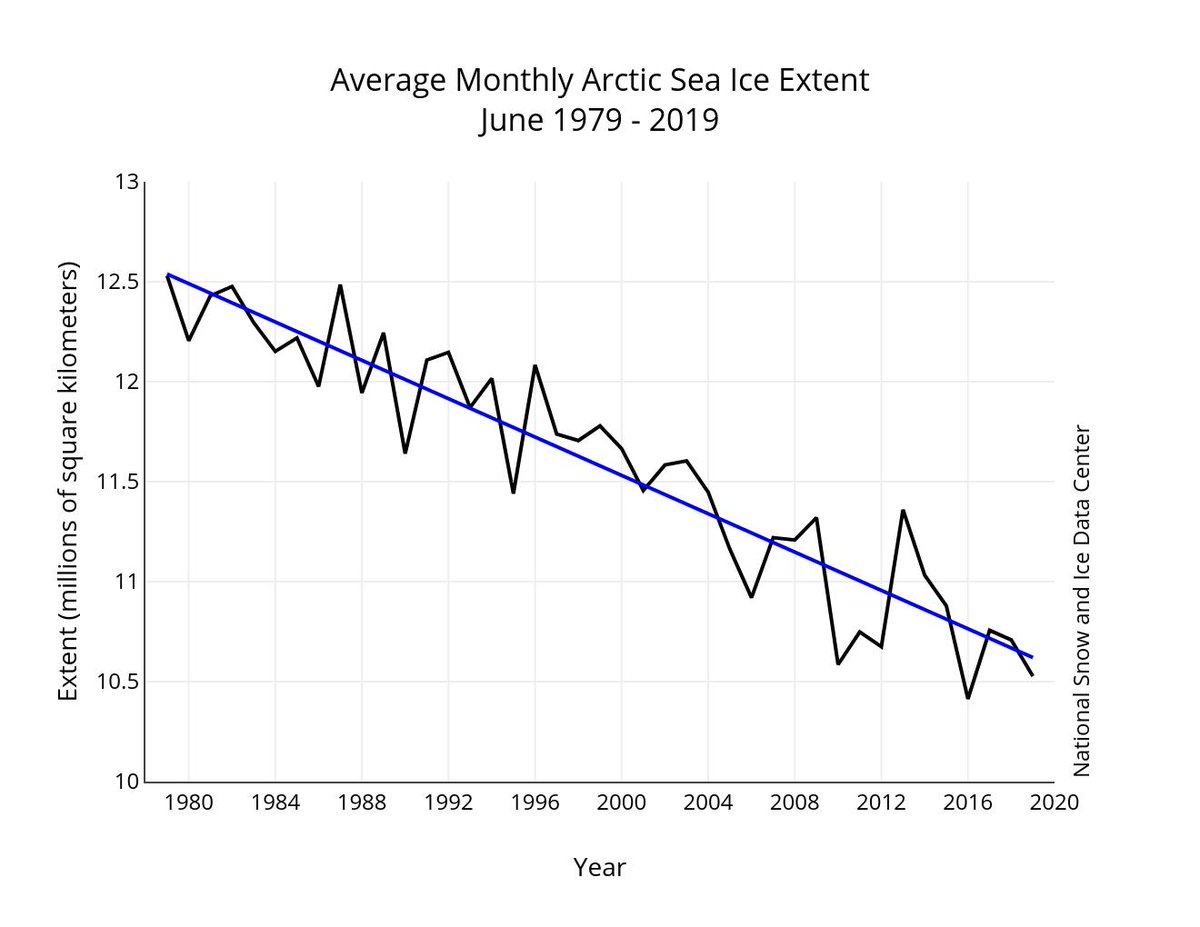 Average Monthly Arctic Sea Ice Extent
June 1979 - 2019
Extent (millions of square kilometers)
13
12.5
12
11.5
11
10.5
10
1980 1984 1988 1992 1996 2000 2004 2008 2012 2016 2020
Year
National Snow and Ice Data Center